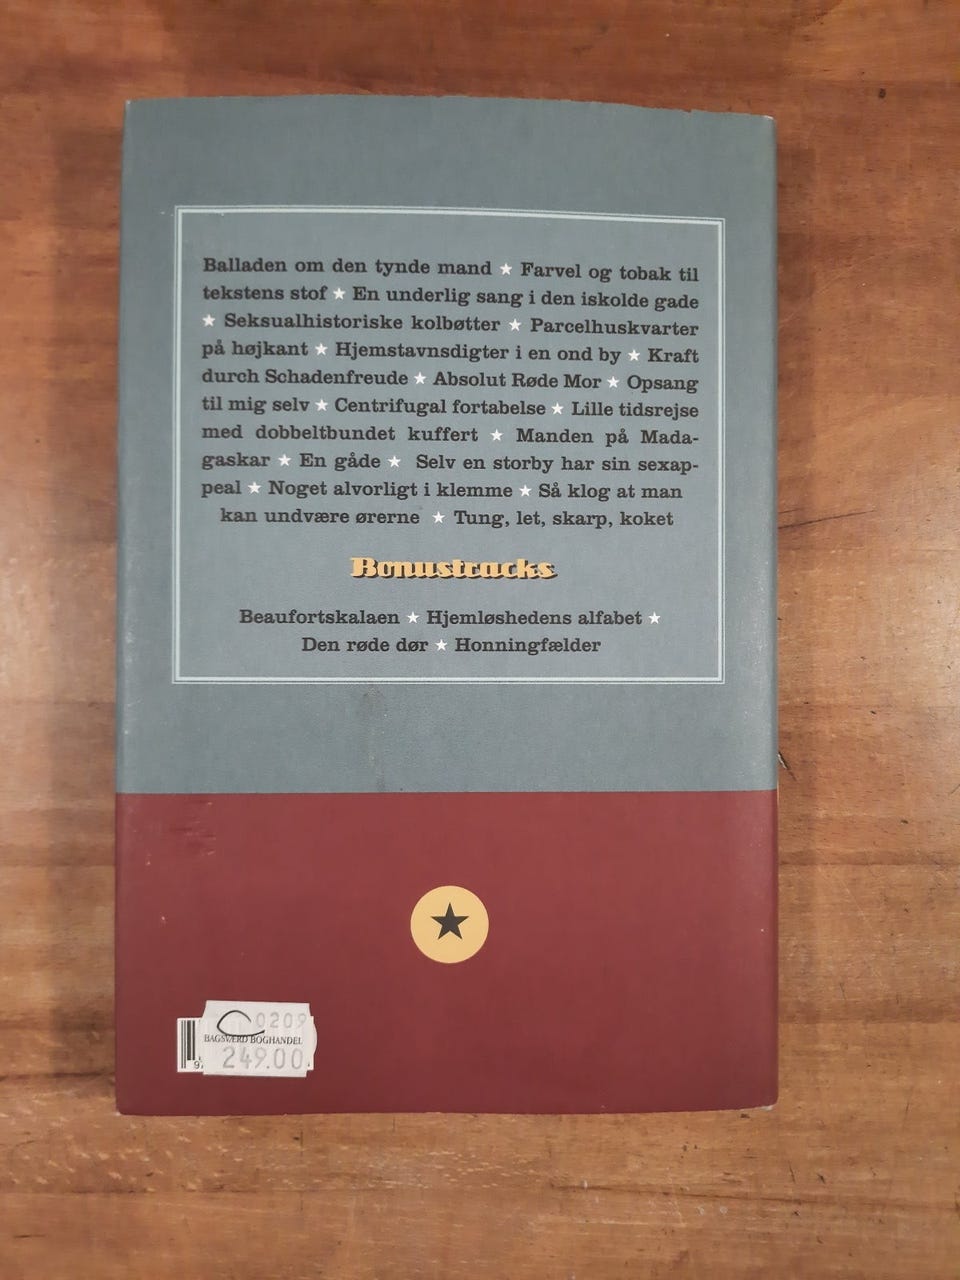 Balladen om den tynde mand ★ Farvel og tobak til
tekstens stof ★ En underlig sang i den iskolde gade
★ Seksualhistoriske kolbøtter ★ Parcelhuskvarter
på højkant ★ Hjemstavnsdigter i en ond by ★ Kraft
durch Schadenfreude ★ Absolut Røde Mor ★ Opsang
til mig selv ★ Centrifugal fortabelse ★ Lille tidsrejse
med dobbeltbundet kuffert ★ Manden på Mada-
gaskar ★ En gåde ★ Selv en storby har sin sexap-
peal ★ Noget alvorligt i klemme ★ Så klog at man
kan undvære ørerne ★ Tung, let, skarp, koket
Bonustracks
Beaufortskalaen ★ Hjemløshedens alfabet ★
Den røde dør ★ Honningfælder
0209
BAGSVÆRD BOGHANDEL
249.00